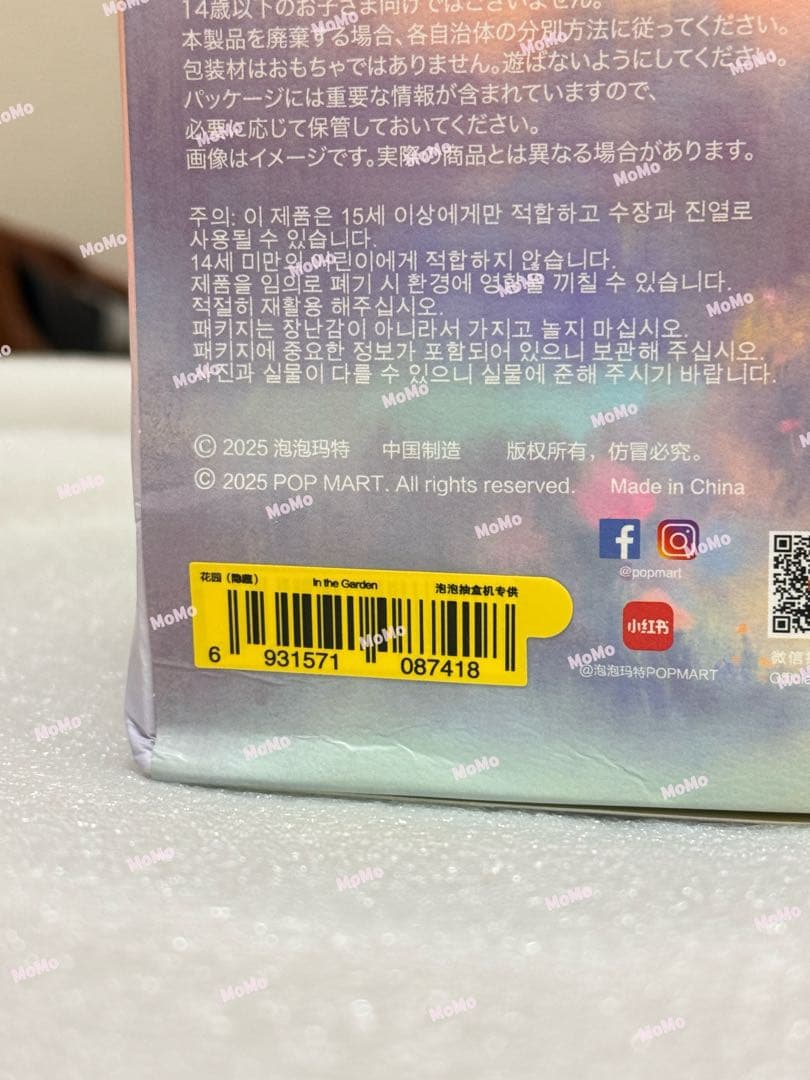 14歳以下のお子さま向けではございません。
本製品を廃棄する場合、各自治体の分別方法に従ってください。
包装材はおもちゃではありません。遊ばないようにしてください。
パッケージには重要な情報が含まれていますので、
必要に応じて保管しておいてください。
画像はイメージです。実際の商品とは異なる場合があります。
주의: 이 제품은 15세 이상에게만 적합하고 수장과 진열로
사용될 수 있습니다.
14세 미만의 어린이에게 적합하지 않습니다.
제품을 임의로 폐기 시 환경에 영향을 끼칠 수 있습니다.
적절히 재활용 해주십시오.
패키지는 장난감이 아니라서 가지고 놀지 마십시오.
패키지에 중요한 정보가 포함되어 있으니 보관해 주십시오.
사진과 실물이 다를 수 있으니 실물에 준해 주시기 바랍니다.
© 2025 泡泡玛特 中国制造 版权所有，仿冒必究。
© 2025 POP MART. All rights reserved. Made in China
@popmart
花园（隐藏） In the Garden 泡泡抽盒机专供
6 931571 087418
小红书
@泡泡玛特POPMART
微信
MoMo